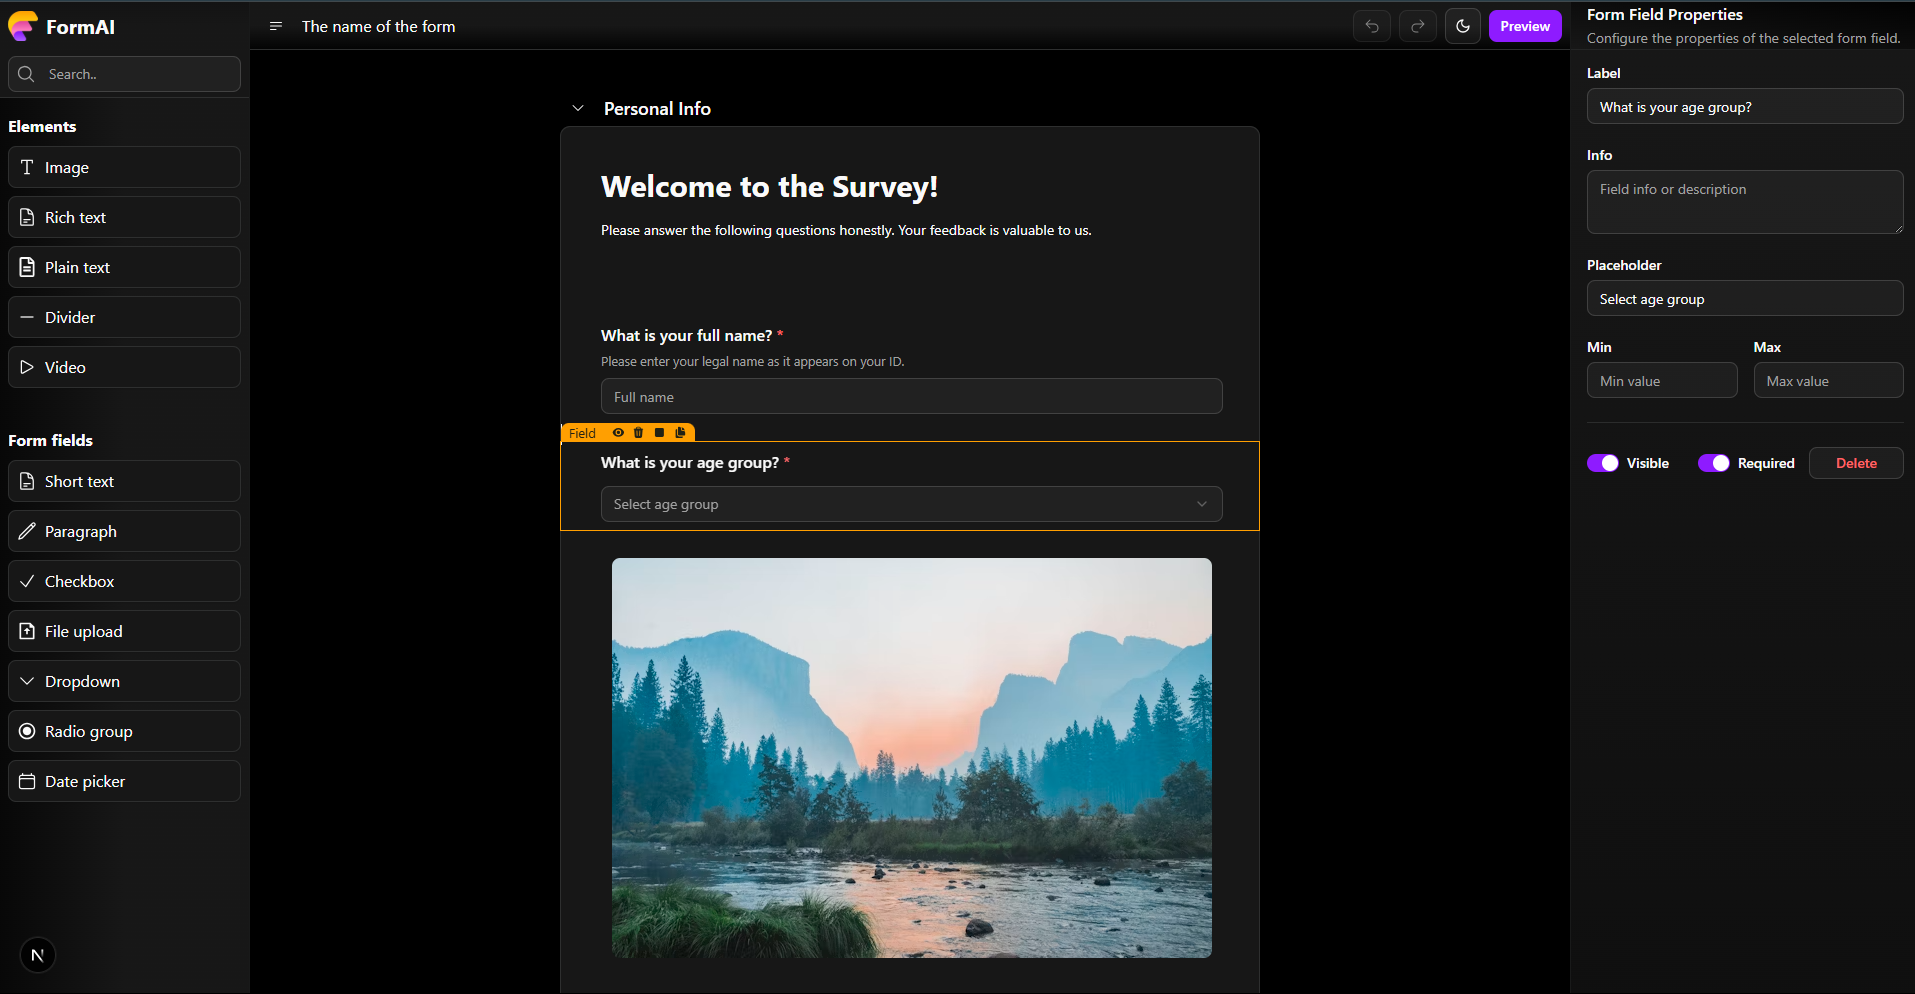 FormAI
Search..
Elements
Image
Rich text
Plain text
Divider
Video
Form fields
Short text
Paragraph
Checkbox
File upload
Dropdown
Radio group
Date picker
N
The name of the form
Preview
Personal Info
Welcome to the Survey!
Please answer the following questions honestly. Your feedback is valuable to us.
What is your full name? *
Please enter your legal name as it appears on your ID.
Full name
Field
What is your age group? *
Select age group
Form Field Properties
Configure the properties of the selected form field.
Label
What is your age group?
Info
Field info or description
Placeholder
Select age group
Min Max
Min value Max value
Visible Required Delete